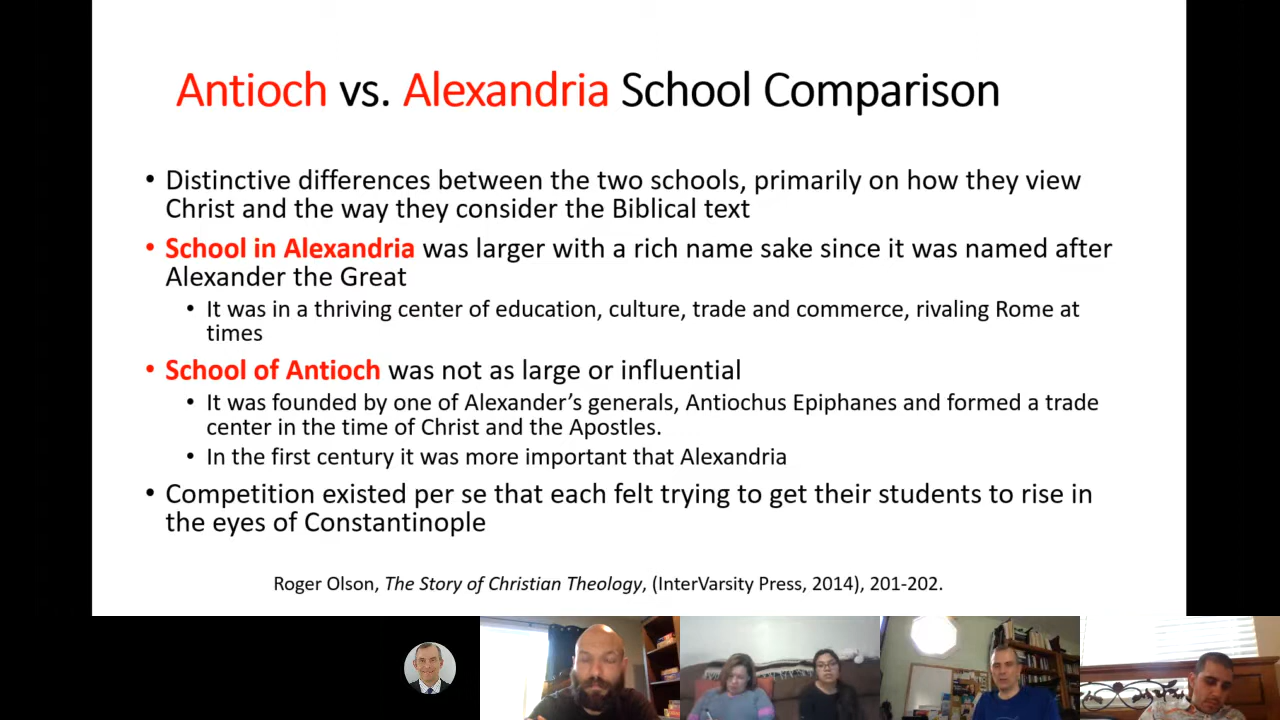 Antioch vs. Alexandria School Comparison
• Distinctive differences between the two schools, primarily on how they view
Christ and the way they consider the Biblical text
• School in Alexandria was larger with a rich name sake since it was named after
Alexander the Great
• It was in a thriving center of education, culture, trade and commerce, rivaling Rome at
times
• School of Antioch was not as large or influential
• It was founded by one of Alexander's generals, Antiochus Epiphanes and formed a trade
center in the time of Christ and the Apostles.
• In the first century it was more important that Alexandria
• Competition existed per se that each felt trying to get their students to rise in
the eyes of Constantinople
Roger Olson, The Story of Christian Theology, (InterVarsity Press, 2014), 201-202.